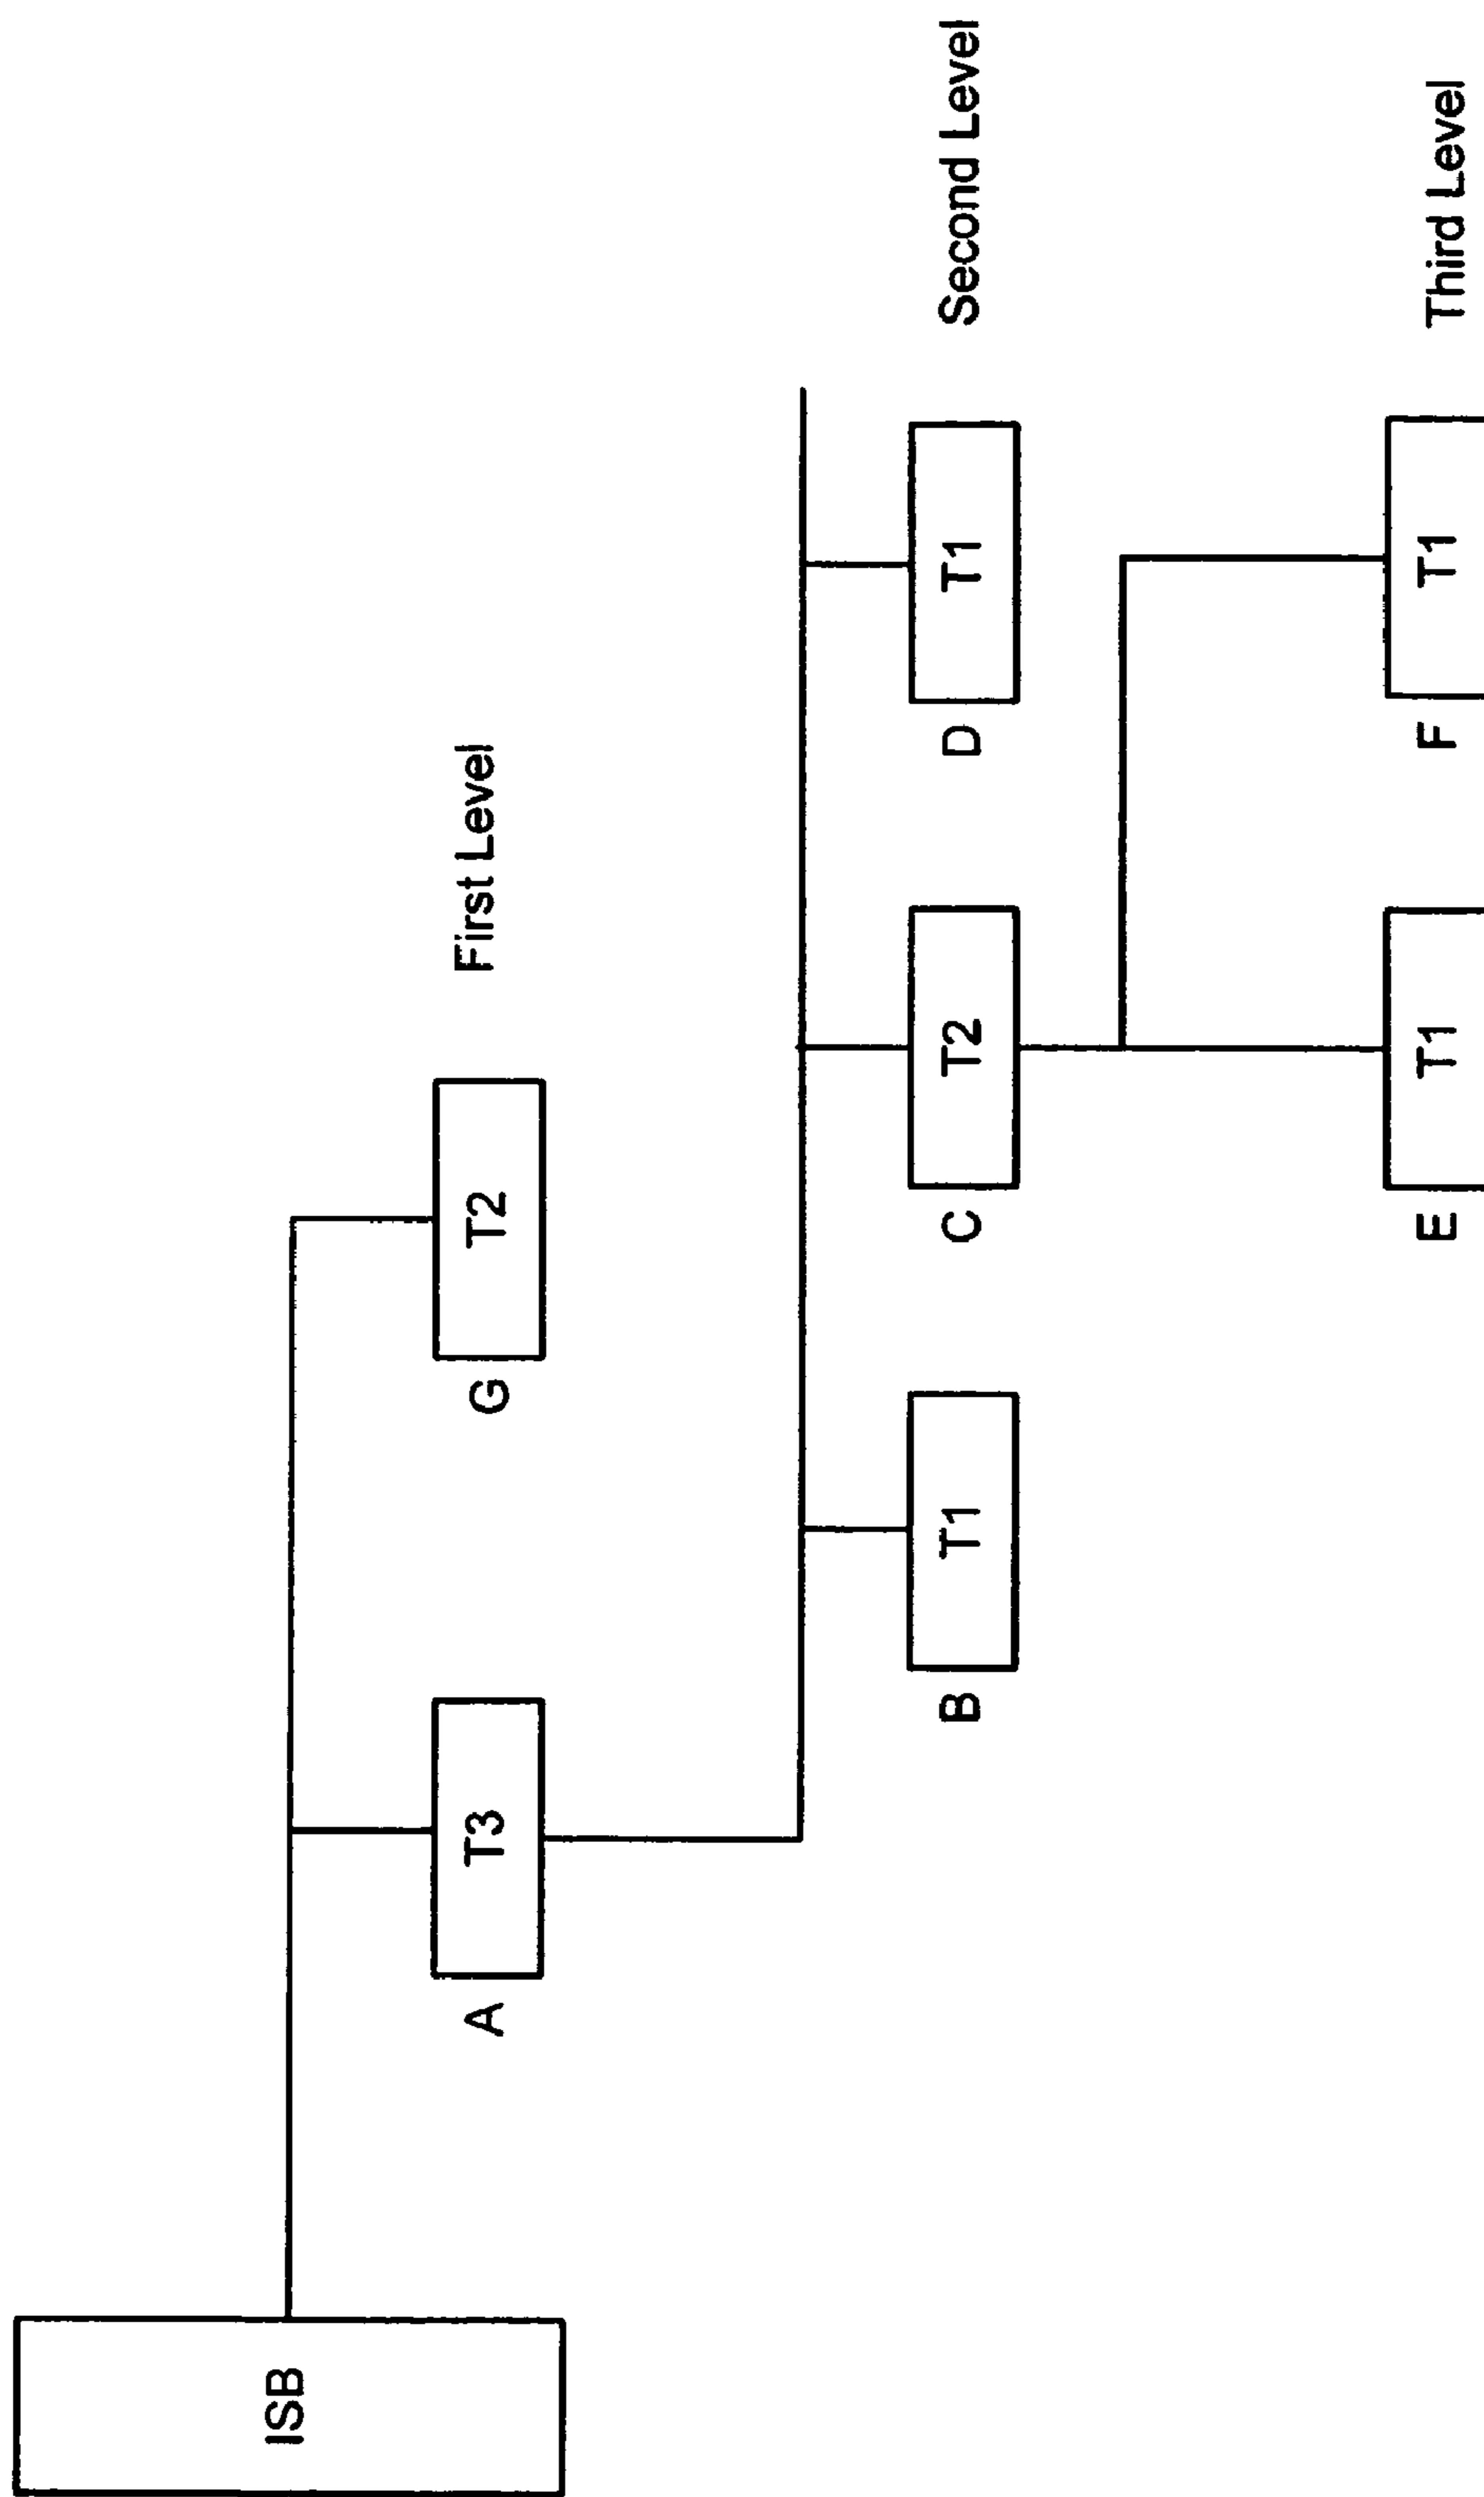 ISB
A
T3
G
T2
First Level
B
T1
C
T2
D
T1
Second Level
E
T1
F
T1
Third Level